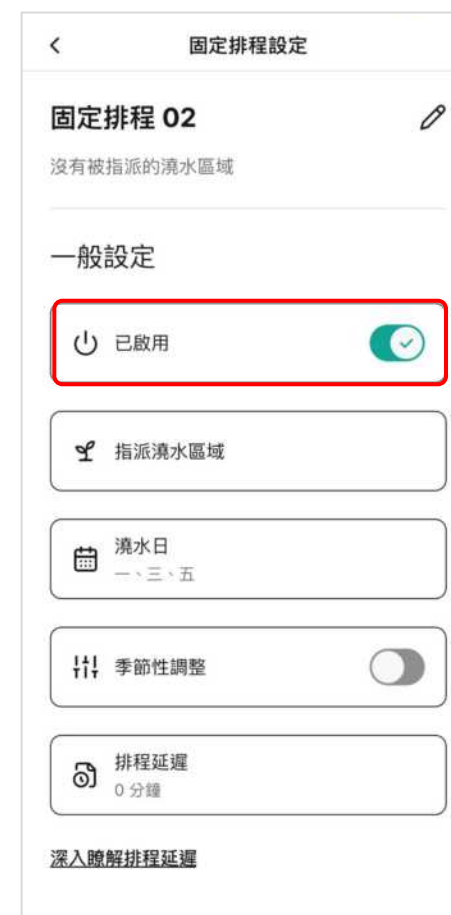 固定排程設定
固定排程 02
沒有被指派的澆水區域
一般設定
已啟用
指派澆水區域
澆水日
一、三、五
季節性調整
排程延遲
0 分鐘
深入瞭解排程延遲